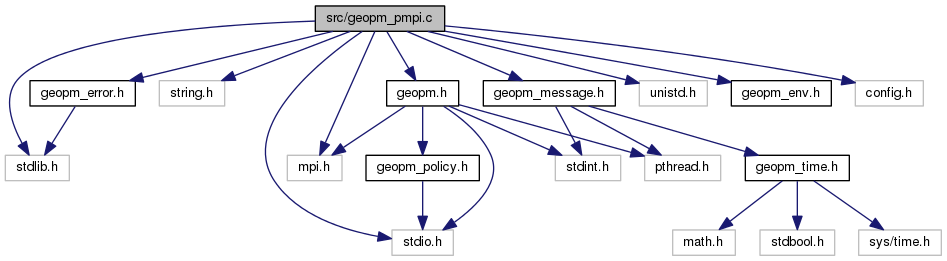 src/geopm_pmpi.c
geopm_error.h
string.h
geopm.h
geopm_message.h
unistd.h
geopm_env.h
config.h
stdlib.h
mpi.h
geopm_policy.h
stdint.h
pthread.h
geopm_time.h
stdio.h
math.h
stdbool.h
sys/time.h